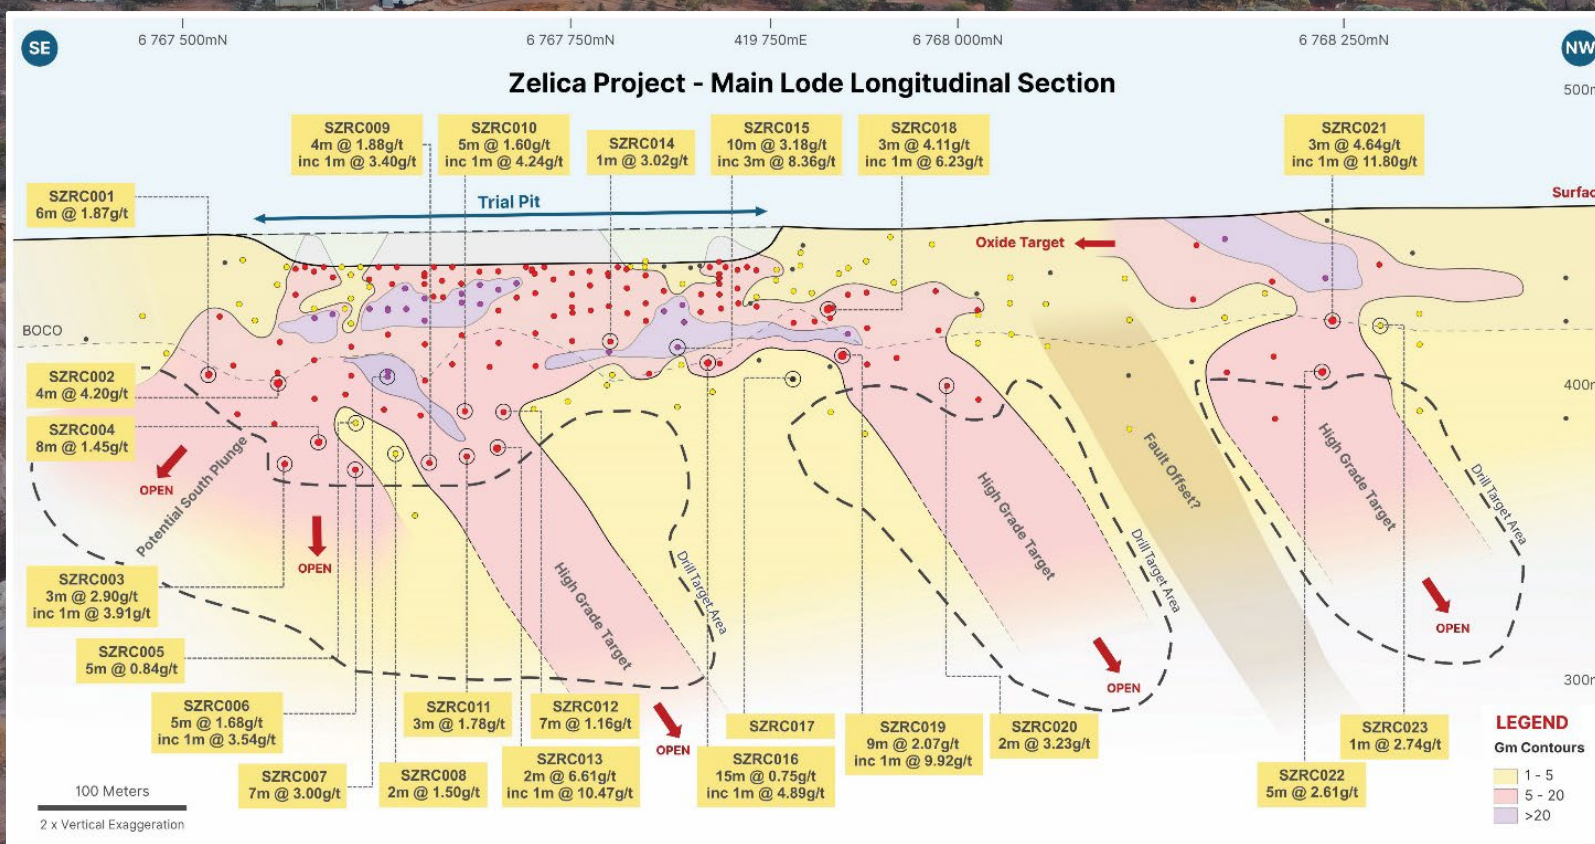 6 767 500mN
6 767 750mN
419 750mE
6 768 000mN
6 768 250mN
SE
NW
Zelica Project - Main Lode Longitudinal Section
500m
SZRC009
4m @ 1.88g/t
inc 1m @ 3.40g/t
SZRC010
5m @ 1.60g/t
inc 1m @ 4.24g/t
SZRC014
1m @ 3.02g/t
SZRC015
10m @ 3.18g/t
inc 3m @ 8.36g/t
SZRC018
3m @ 4.11g/t
inc 1m @ 6.23g/t
SZRC021
3m @ 4.64g/t
inc 1m @ 11.80g/t
SZRC001
6m @ 1.87g/t
Trial Pit
Surfac
Oxide Target
BOCO
SZRC002
4m @ 4.20g/t
400m
SZRC004
8m @ 1.45g/t
OPEN
Potential South Plunge
OPEN
High Grade Target
Drill Target Area
High Grade Target
Drill Target Area
Fault Offset?
High Grade Target
Drill Target Area
OPEN
SZRC003
3m @ 2.90g/t
inc 1m @ 3.91g/t
SZRC005
5m @ 0.84g/t
OPEN
300m
SZRC006
5m @ 1.68g/t
inc 1m @ 3.54g/t
SZRC011
3m @ 1.78g/t
SZRC012
7m @ 1.16g/t
OPEN
SZRC017
SZRC019
9m @ 2.07g/t
inc 1m @ 9.92g/t
SZRC020
2m @ 3.23g/t
SZRC023
1m @ 2.74g/t
SZRC007
7m @ 3.00g/t
SZRC008
2m @ 1.50g/t
SZRC013
2m @ 6.61g/t
inc 1m @ 10.47g/t
SZRC016
15m @ 0.75g/t
inc 1m @ 4.89g/t
SZRC022
5m @ 2.61g/t
LEGEND
Gm Contours
1 - 5
5 - 20
>20
100 Meters
2 x Vertical Exaggeration